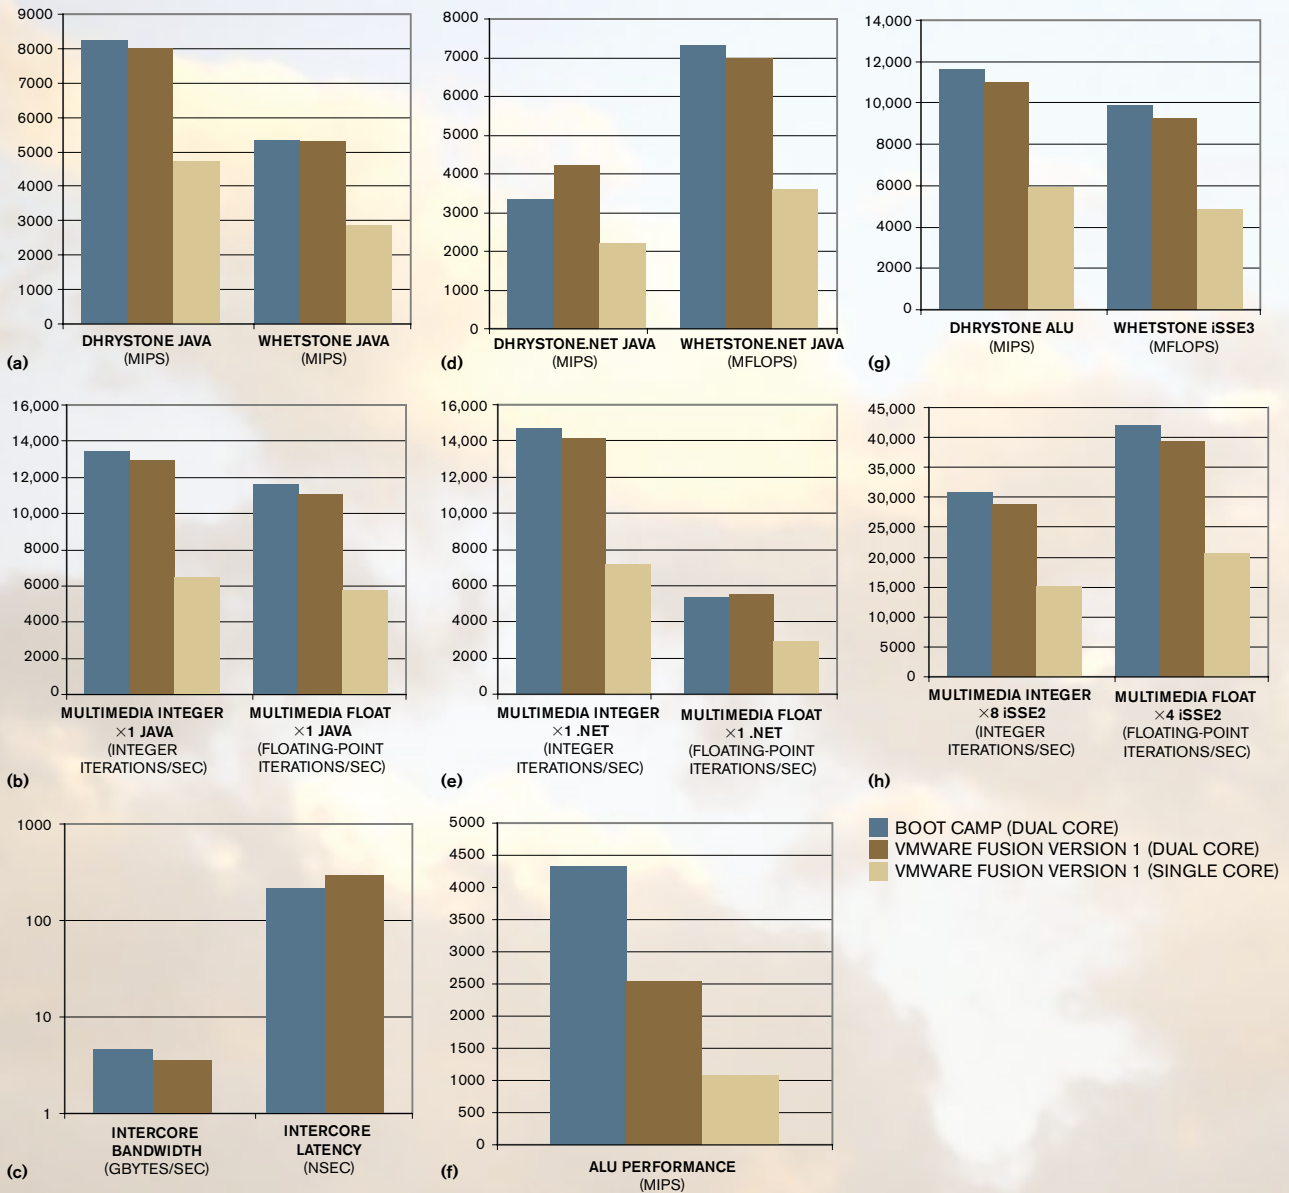 9000
8000
7000
6000
5000
4000
3000
2000
1000
0
DHRYSTONE JAVA
(MIPS)
WHETSTONE JAVA
(MIPS)
(a)
8000
7000
6000
5000
4000
3000
2000
1000
0
DHRYSTONE.NET JAVA
(MIPS)
WHETSTONE.NET JAVA
(MFLOPS)
(d)
14,000
12,000
10,000
8000
6000
4000
2000
0
DHRYSTONE ALU
(MIPS)
WHETSTONE iSSE3
(MFLOPS)
(g)
16,000
14,000
12,000
10,000
8000
6000
4000
2000
0
MULTIMEDIA INTEGER
×1 JAVA
(INTEGER
ITERATIONS/SEC)
MULTIMEDIA FLOAT
×1 JAVA
(FLOATING-POINT
ITERATIONS/SEC)
(b)
16,000
14,000
12,000
10,000
8000
6000
4000
2000
0
MULTIMEDIA INTEGER
×1 .NET
(INTEGER
ITERATIONS/SEC)
MULTIMEDIA FLOAT
×1 .NET
(FLOATING-POINT
ITERATIONS/SEC)
(e)
45,000
40,000
35,000
30,000
25,000
20,000
15,000
10,000
5000
0
MULTIMEDIA INTEGER
×8 iSSE2
(INTEGER
ITERATIONS/SEC)
MULTIMEDIA FLOAT
×4 iSSE2
(FLOATING-POINT
ITERATIONS/SEC)
(h)
1000
100
10
1
INTERCORE
BANDWIDTH
(GBYTES/SEC)
INTERCORE
LATENCY
(NSEC)
(c)
5000
4500
4000
3500
3000
2500
2000
1500
1000
500
0
ALU PERFORMANCE
(MIPS)
(f)
BOOT CAMP (DUAL CORE)
VMWARE FUSION VERSION 1 (DUAL CORE)
VMWARE FUSION VERSION 1 (SINGLE CORE)